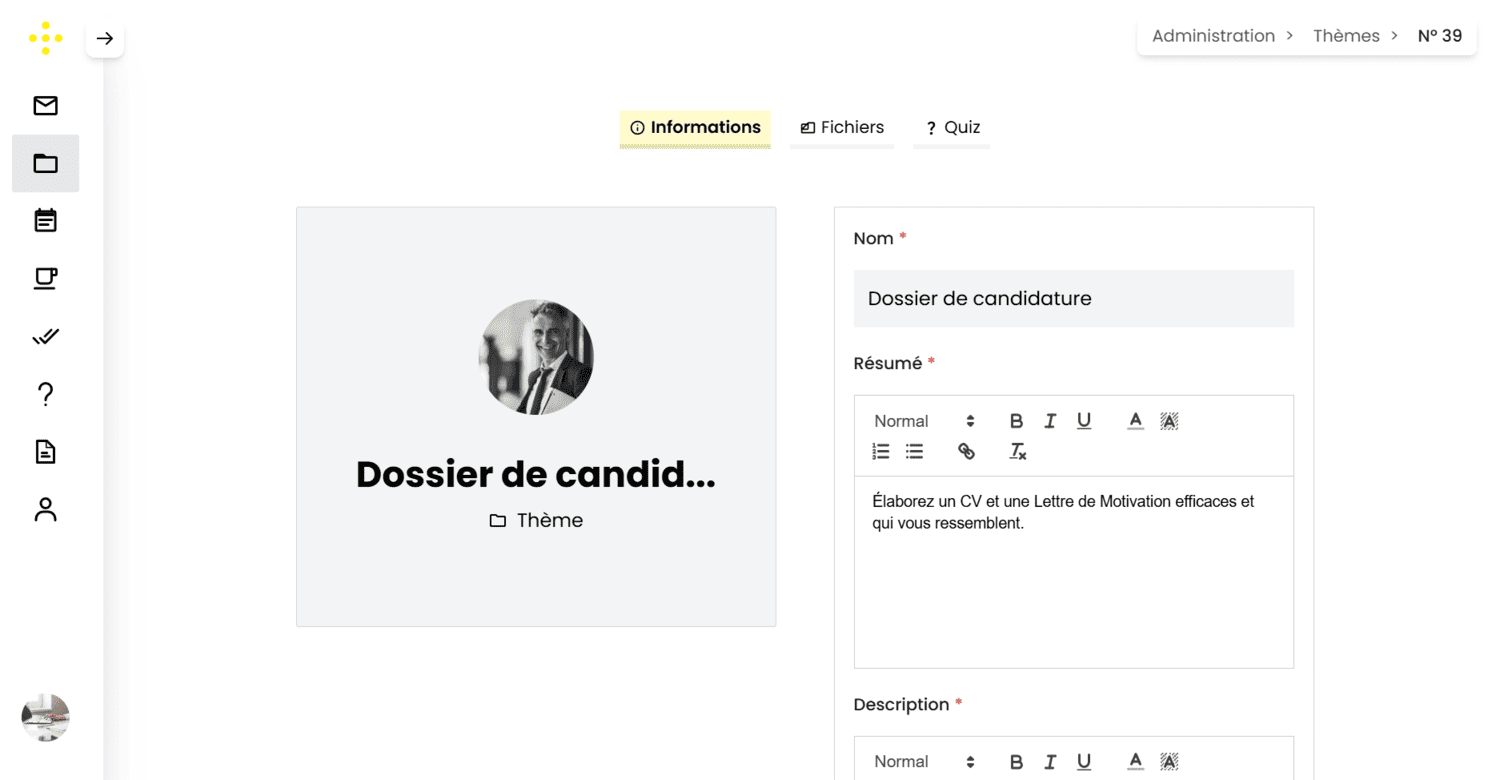 Administration > Thèmes > N° 39
Informations
Fichiers
? Quiz
Dossier de candid...
Thème
Nom *
Dossier de candidature
Résumé *
Normal B I U A A
Élaborez un CV et une Lettre de Motivation efficaces et
qui vous ressemblent.
Description *
Normal B I U A A